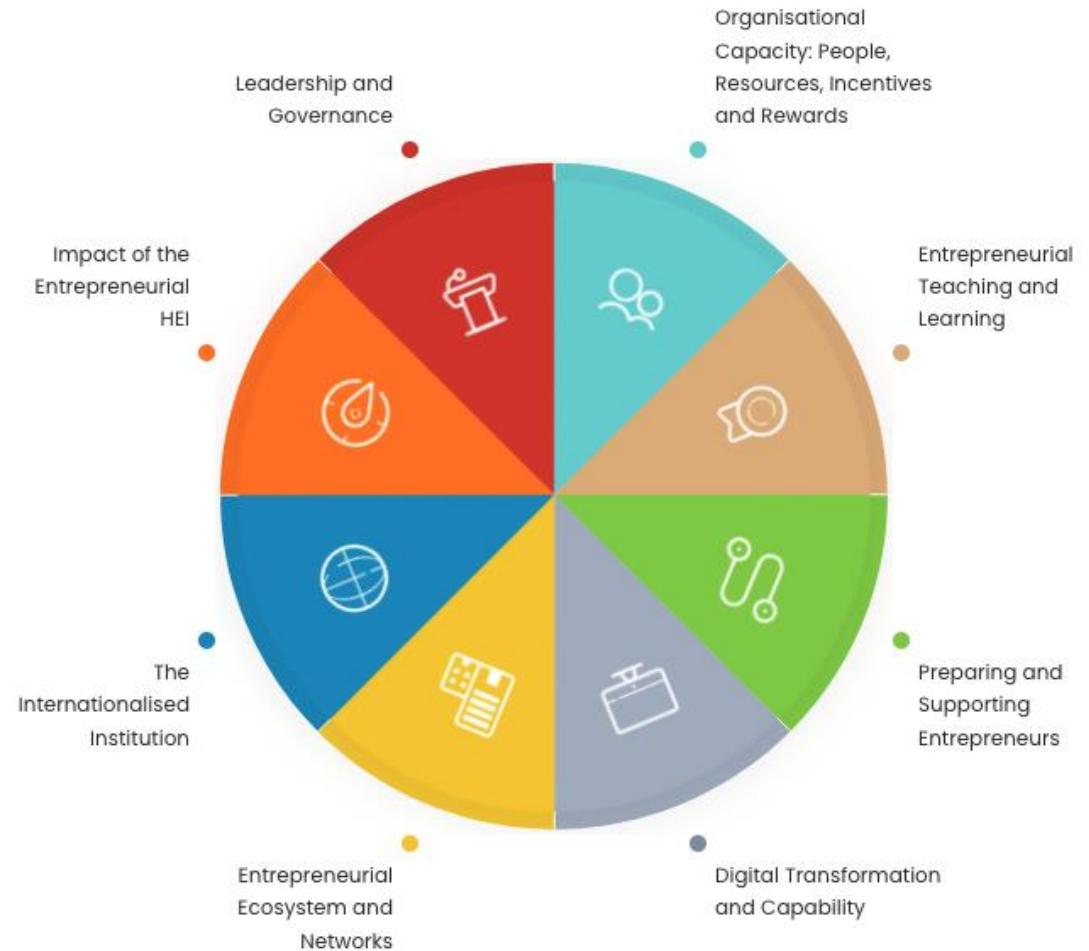 Organisational
Capacity: People,
Resources, Incentives
and Rewards
Leadership and
Governance
Impact of the
Entrepreneurial
HEI
Entrepreneurial
Teaching and
Learning
The
Internationalised
Institution
Preparing and
Supporting
Entrepreneurs
Entrepreneurial
Ecosystem and
Networks
Digital Transformation
and Capability